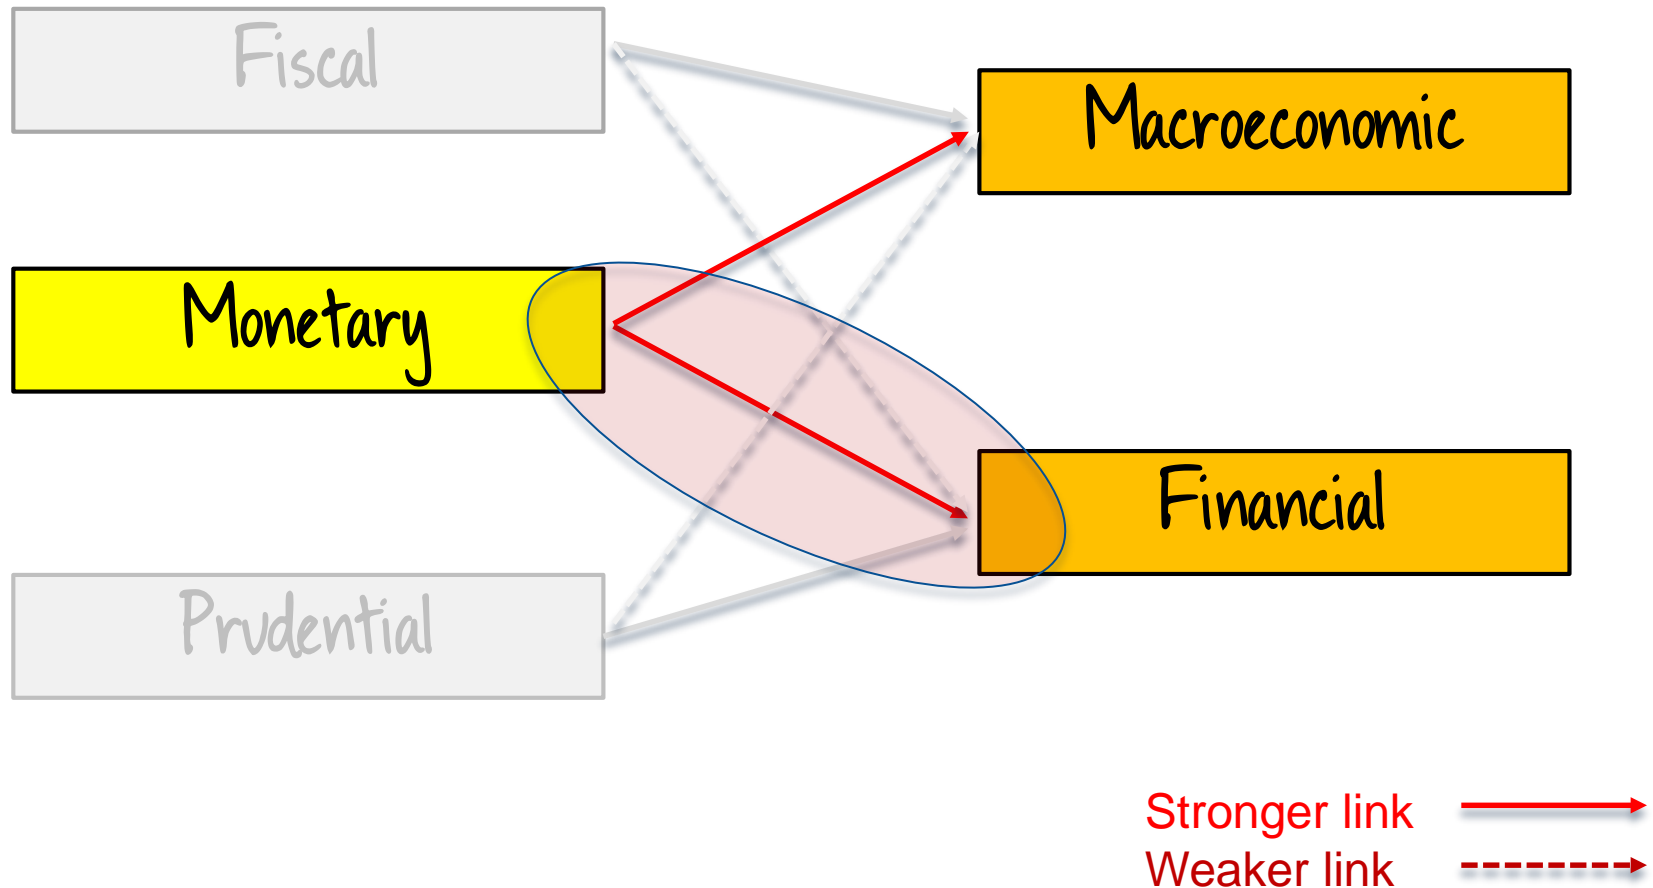 Fiscal
Macroeconomic
Monetary
Financial
Prudential
Stronger link
Weaker link